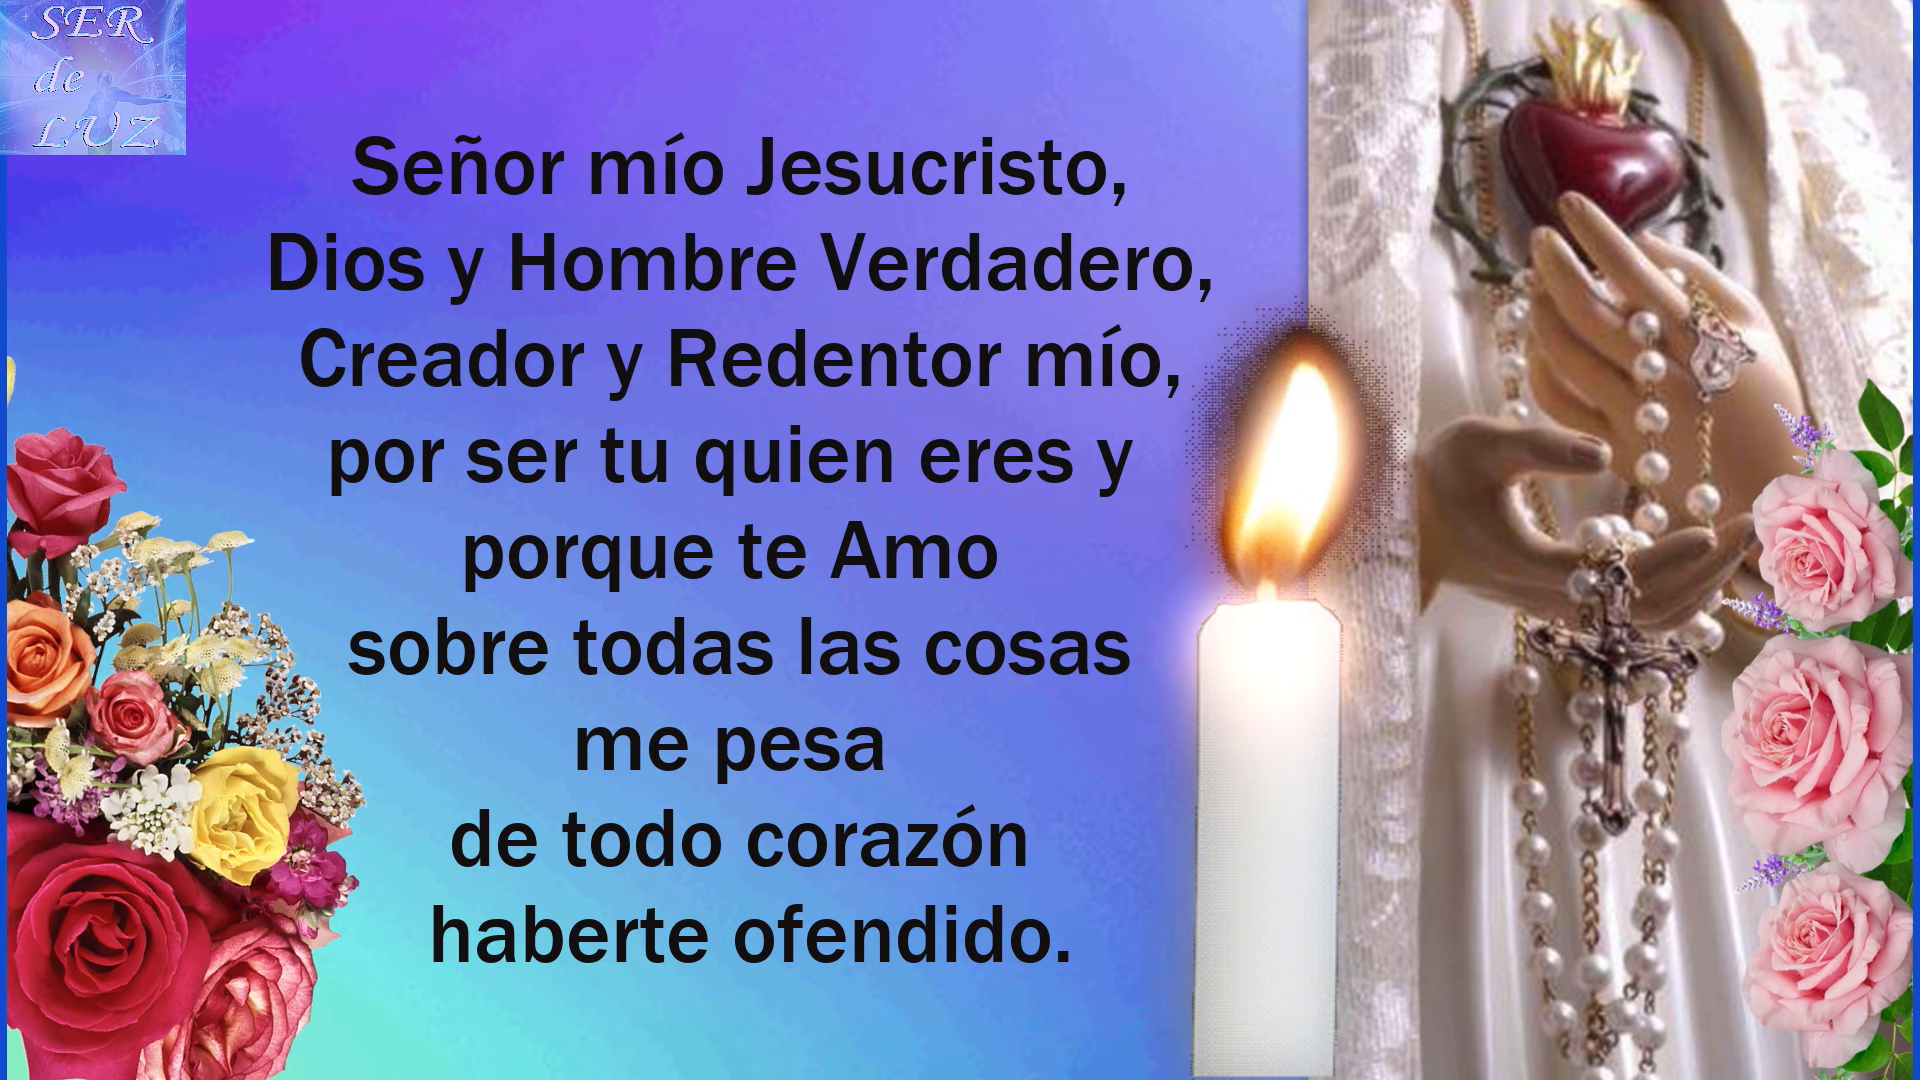 SER
de
LUZ
Señor mío Jesucristo,
Dios y Hombre Verdadero,
Creador y Redentor mío,
por ser tu quien eres y
porque te Amo
sobre todas las cosas
me pesa
de todo corazón
haberte ofendido.